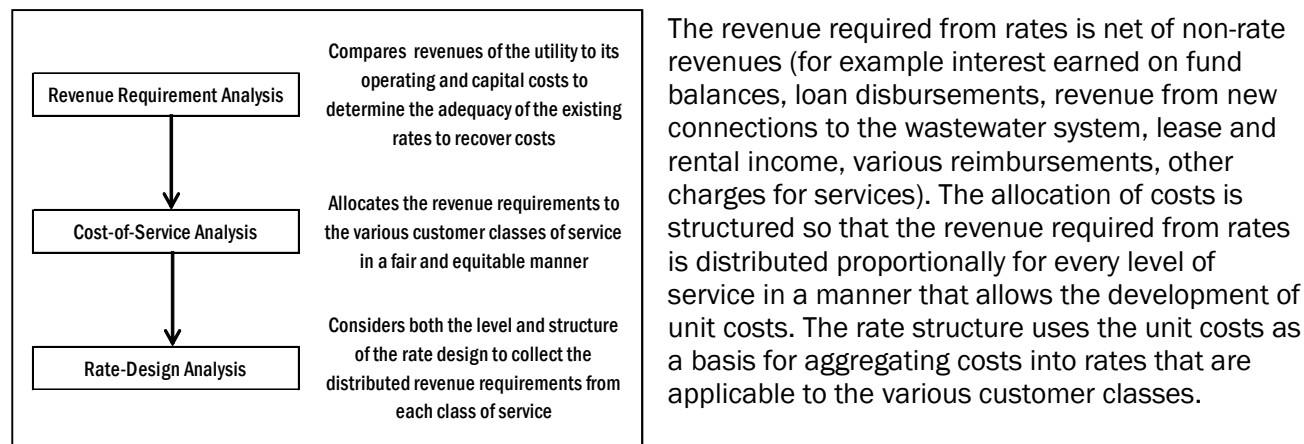 Revenue Requirement Analysis
Compares revenues of the utility to its
operating and capital costs to
determine the adequacy of the existing
rates to recover costs
Cost-of-Service Analysis
Allocates the revenue requirements to
the various customer classes of service
in a fair and equitable manner
Rate-Design Analysis
Considers both the level and structure
of the rate design to collect the
distributed revenue requirements from
each class of service
The revenue required from rates is net of non-rate
revenues (for example interest earned on fund
balances, loan disbursements, revenue from new
connections to the wastewater system, lease and
rental income, various reimbursements, other
charges for services). The allocation of costs is
structured so that the revenue required from rates
is distributed proportionally for every level of
service in a manner that allows the development of
unit costs. The rate structure uses the unit costs as
a basis for aggregating costs into rates that are
applicable to the various customer classes.